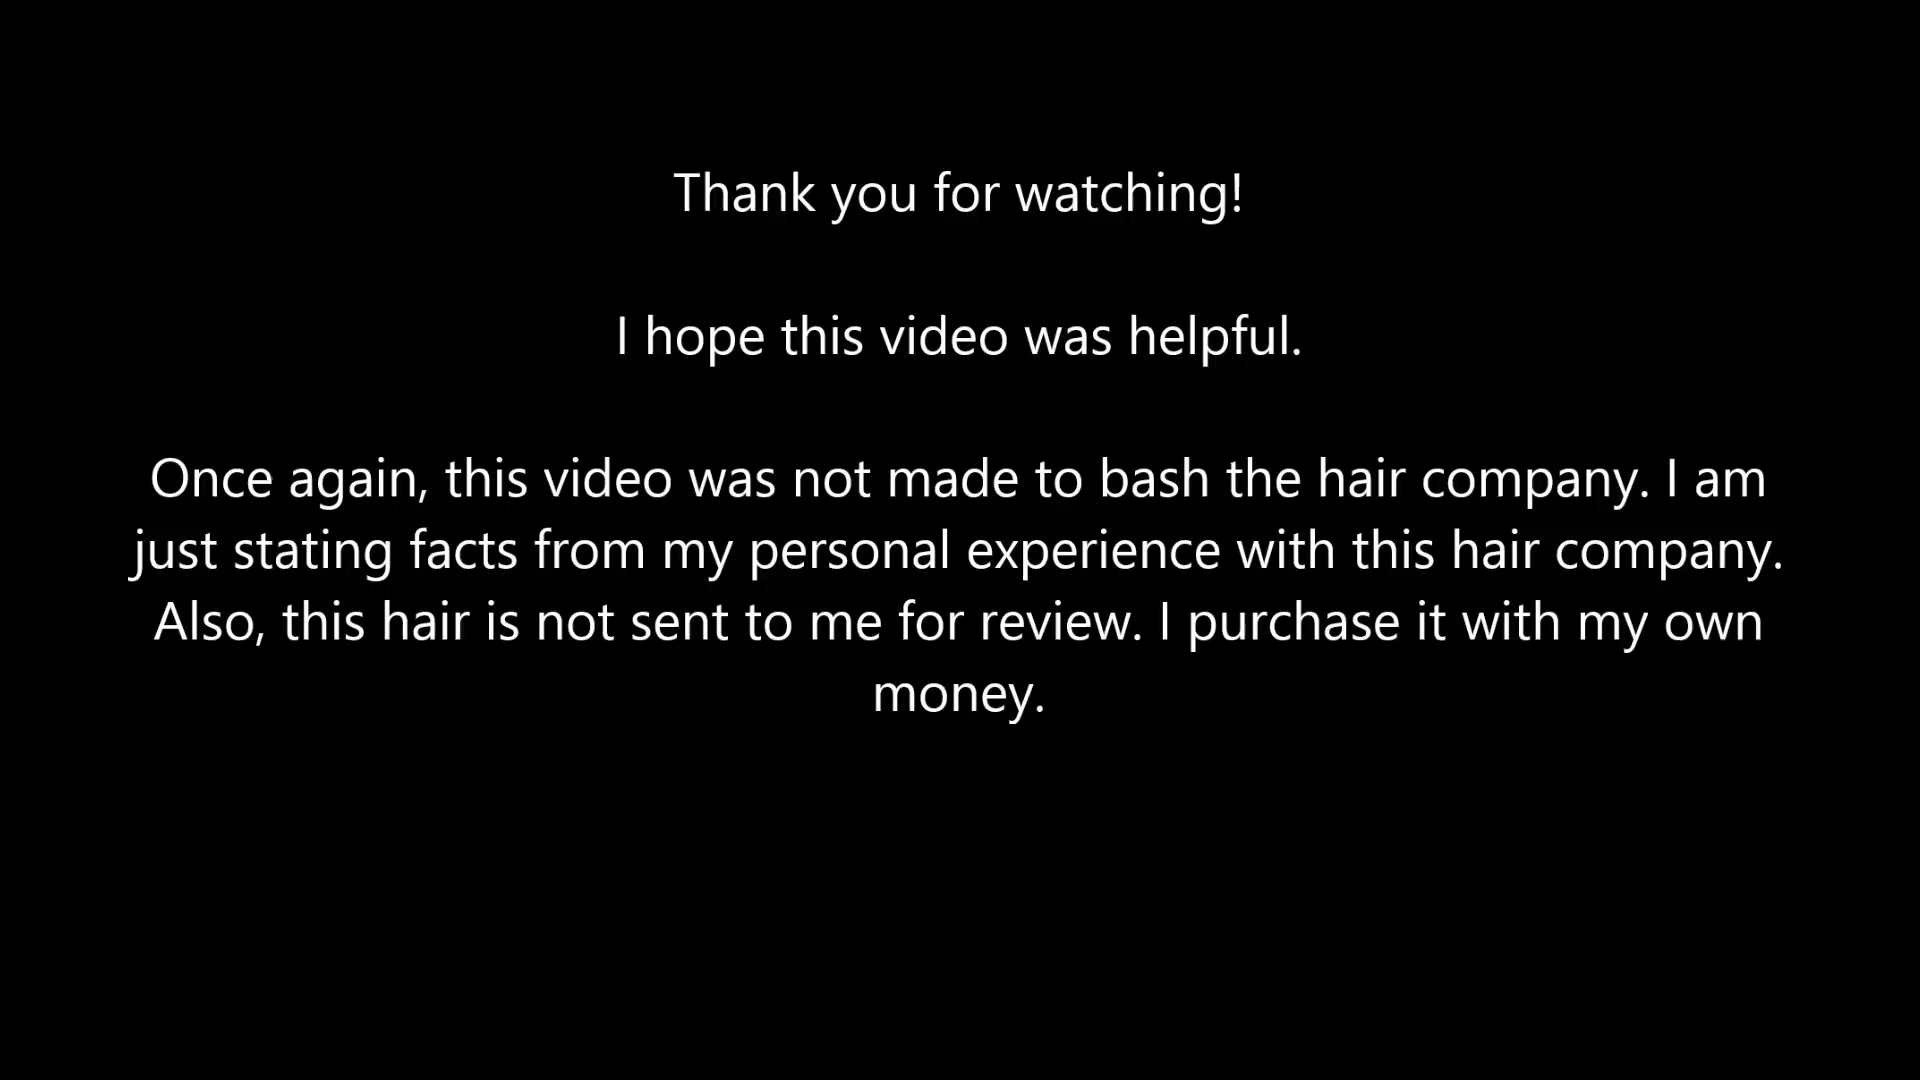 Thank you for watching!
I hope this video was helpful.
Once again, this video was not made to bash the hair company. I am
just stating facts from my personal experience with this hair company.
Also, this hair is not sent to me for review. I purchase it with my own
money.